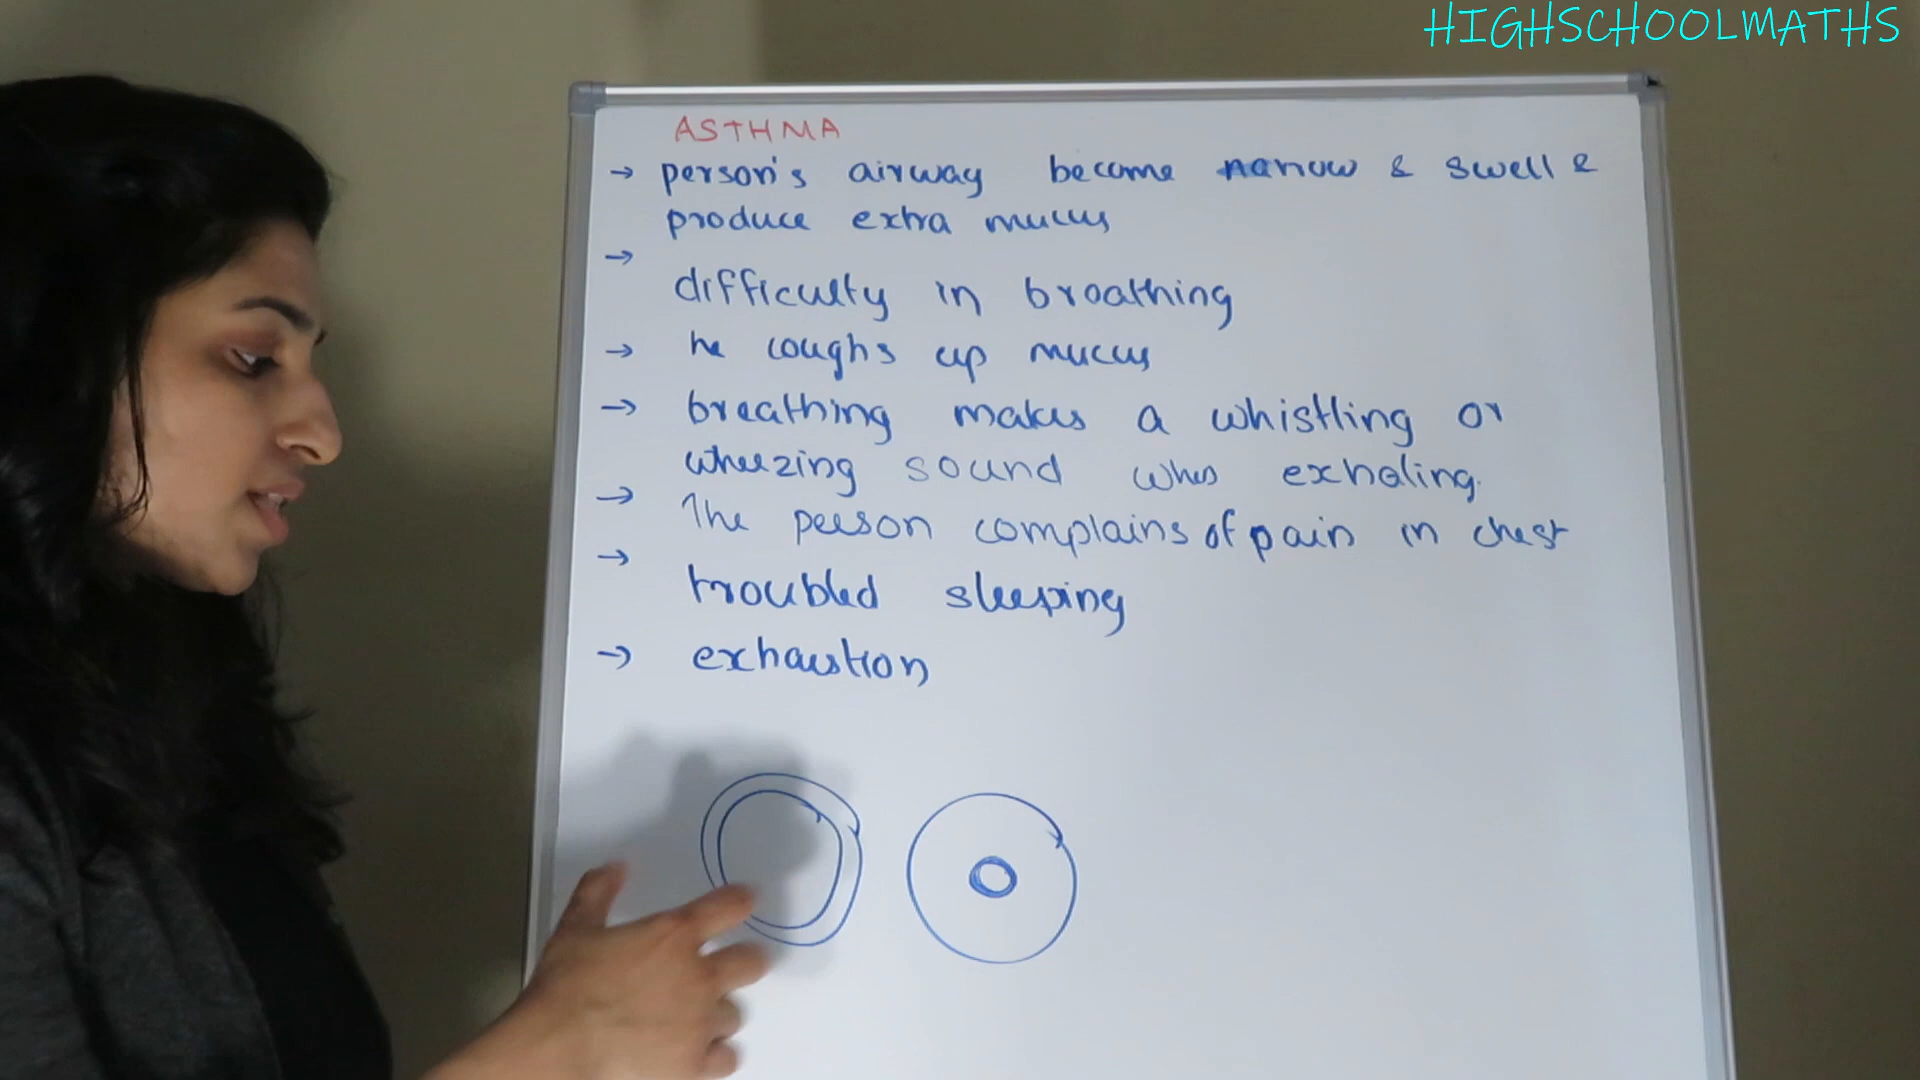 HIGHSCHOOLMATHS
ASTHMA
→ person's airway become narrow & swell &
produce extra mucus
→ difficulty in broathing
→ he coughs up mucus
→ breathing makes a whistling or
wheezing sound when exhaling.
→ The person complains of pain in chest
→ troubled sleeping
→ exhaustion